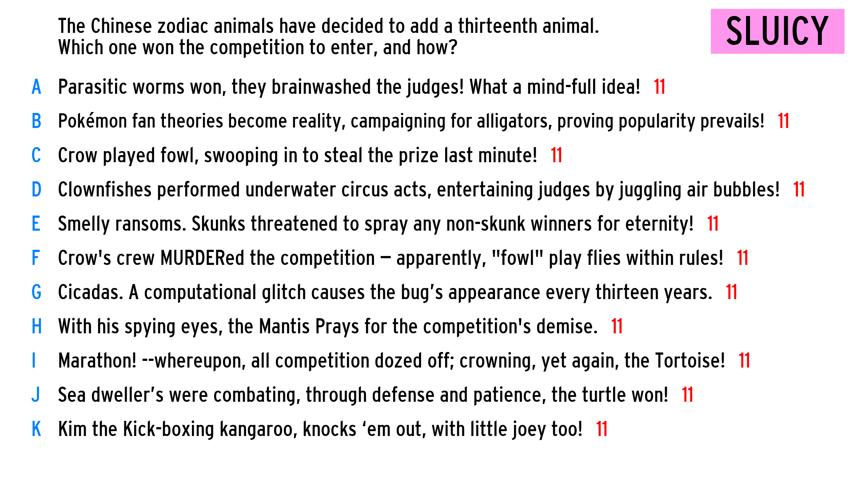 The Chinese zodiac animals have decided to add a thirteenth animal.
Which one won the competition to enter, and how?
SLUICY
A Parasitic worms won, they brainwashed the judges! What a mind-full idea! 11
B Pokémon fan theories become reality, campaigning for alligators, proving popularity prevails! 11
C Crow played fowl, swooping in to steal the prize last minute! 11
D Clownfishes performed underwater circus acts, entertaining judges by juggling air bubbles! 11
E Smelly ransoms. Skunks threatened to spray any non-skunk winners for eternity! 11
F Crow's crew MURDERed the competition – apparently, "fowl" play flies within rules! 11
G Cicadas. A computational glitch causes the bug's appearance every thirteen years. 11
H With his spying eyes, the Mantis Prays for the competition's demise. 11
I Marathon! --whereupon, all competition dozed off; crowning, yet again, the Tortoise! 11
J Sea dweller's were combating, through defense and patience, the turtle won! 11
K Kim the Kick-boxing kangaroo, knocks ‘em out, with little joey too! 11